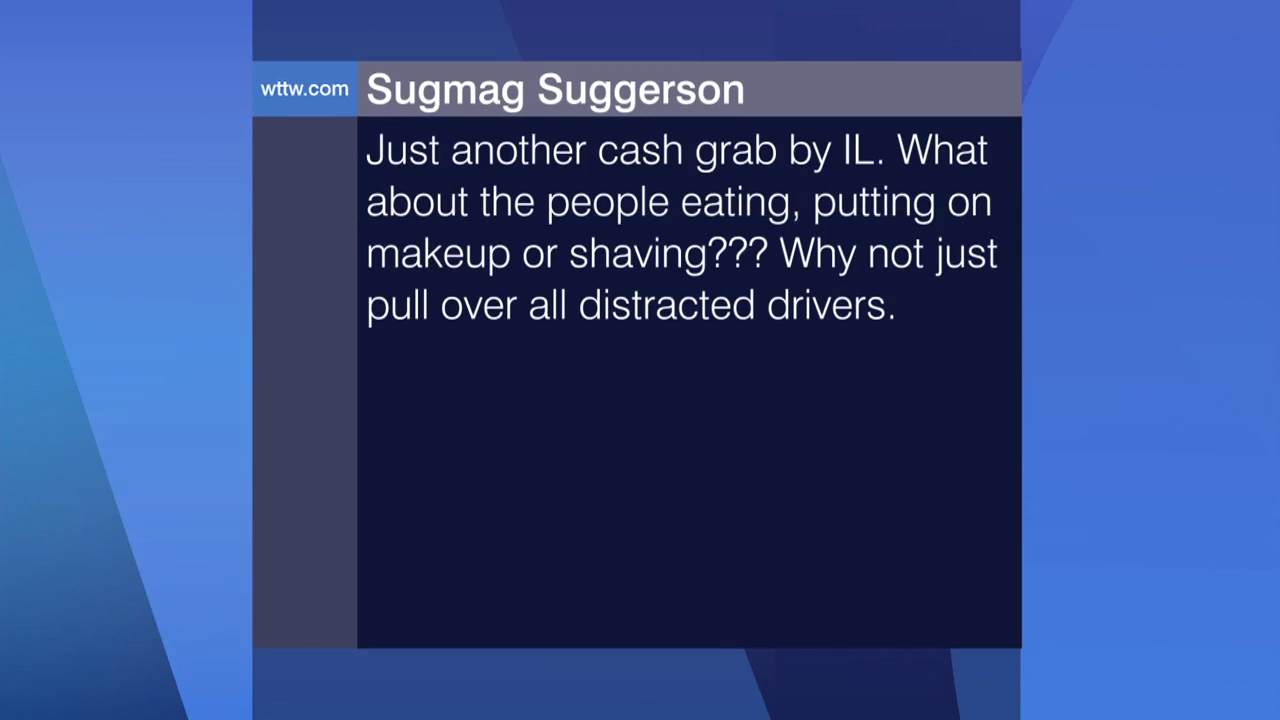 wttw.com
Sugmag Suggerson
Just another cash grab by IL. What
about the people eating, putting on
makeup or shaving??? Why not just
pull over all distracted drivers.